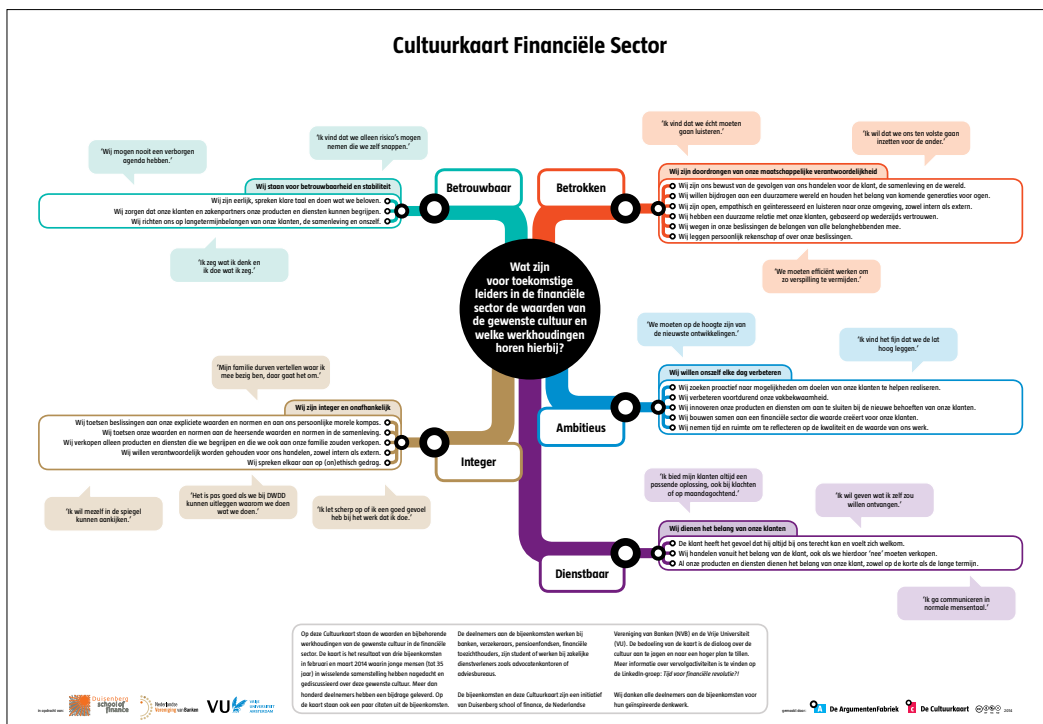 Cultuurkaart Financiële Sector
'Wij mogen nooit een verborgen
agenda hebben.'
'Ik vind dat we alleen risico's mogen
nemen die we zelf snappen.'
Wij staan voor betrouwbaarheid en stabiliteit
Wij zijn eerlijk, spreken klare taal en doen wat we beloven.
Wij zorgen dat onze klanten en zakenpartners onze producten en diensten kunnen begrijpen.
Wij richten ons op langetermijnbelangen van onze klanten, de samenleving en onszelf.
'Ik zeg wat ik denk en
ik doe wat ik zeg.'
Betrouwbaar
Betrokken
'Ik vind dat we écht moeten
gaan luisteren.'
'Ik wil dat we ons ten volste gaan
inzetten voor de ander.'
Wij zijn doordrongen van onze maatschappelijke verantwoordelijkheid
Wij zijn ons bewust van de gevolgen van ons handelen voor de klant, de samenleving en de wereld.
Wij willen bijdragen aan een duurzamere wereld en houden het belang van komende generaties voor ogen.
Wij zijn open, empathisch en geïnteresseerd en luisteren naar onze omgeving, zowel intern als extern.
Wij hebben een duurzame relatie met onze klanten, gebaseerd op wederzijds vertrouwen.
Wij wegen in onze beslissingen de belangen van alle belanghebbenden mee.
Wij leggen persoonlijk rekenschap af over onze beslissingen.
'We moeten efficiënt werken om
zo verspilling te vermijden.'
Wat zijn
voor toekomstige
leiders in de financiële
sector de waarden van
de gewenste cultuur en
welke werkhoudingen
horen hierbij?
'We moeten op de hoogte zijn van
de nieuwste ontwikkelingen.'
'Ik vind het fijn dat we de lat
hoog leggen.'
Wij willen onszelf elke dag verbeteren
Wij zoeken proactief naar mogelijkheden om doelen van onze klanten te helpen realiseren.
Wij verbeteren voortdurend onze vakbekwaamheid.
Wij innoveren onze producten en diensten om aan te sluiten bij de nieuwe behoeften van onze klanten.
Wij bouwen samen aan een financiële sector die waarde creëert voor onze klanten.
Wij nemen tijd en ruimte om te reflecteren op de kwaliteit en de waarde van ons werk.
Ambitieus
'Mijn familie durven vertellen waar ik
mee bezig ben, daar gaat het om.'
Wij zijn integer en onafhankelijk
Wij toetsen beslissingen aan onze expliciete waarden en normen en aan ons persoonlijke morele kompas.
Wij toetsen onze waarden en normen aan de heersende waarden en normen in de samenleving.
Wij verkopen alleen producten en diensten die we begrijpen en die we ook aan onze familie zouden verkopen.
Wij willen verantwoordelijk worden gehouden voor ons handelen, zowel intern als extern.
Wij spreken elkaar aan op (on)ethisch gedrag.
Integer
'Ik wil mezelf in de spiegel
kunnen aankijken.'
'Het is pas goed als we bij DWDD
kunnen uitleggen waarom we doen
wat we doen.'
'Ik let scherp op of ik een goed gevoel
heb bij het werk dat ik doe.'
'Ik bied mijn klanten altijd een
passende oplossing, ook bij klachten
of op maandagochtend.'
'Ik wil geven wat ik zelf zou
willen ontvangen.'
Wij dienen het belang van onze klanten
De klant heeft het gevoel dat hij altijd bij ons terecht kan en voelt zich welkom.
Wij handelen vanuit het belang van de klant, ook als we hierdoor 'nee' moeten verkopen.
Al onze producten en diensten dienen het belang van onze klant, zowel op de korte als de lange termijn.
Dienstbaar
'Ik ga communiceren in
normale mensentaal.'
Op deze Cultuurkaart staan de waarden en bijbehorende
werkhoudingen van de gewenste cultuur in de financiële
sector. De kaart is het resultaat van drie bijeenkomsten
in februari en maart 2014 waarin jonge mensen (tot 35
jaar) in wisselende samenstelling hebben nagedacht en
gediscussieerd over deze gewenste cultuur. Meer dan
honderd deelnemers hebben een bijdrage geleverd. Op
de kaart staan ook een paar citaten uit de bijeenkomsten.
De deelnemers aan de bijeenkomsten werken bij
banken, verzekeraars, pensioenfondsen, financiële
toezichthouders, zijn student of werken bij zakelijke
dienstverleners zoals advocatenkantoren of
adviesbureaus.
De bijeenkomsten en deze Cultuurkaart zijn een initiatief
van Duisenberg school of finance, de Nederlandse
Vereniging van Banken (NVB) en de Vrije Universiteit
(VU). De bedoeling van de kaart is de dialoog over de
cultuur aan te jagen en naar een hoger plan te tillen.
Meer informatie over vervolgactiviteiten is te vinden op
de LinkedIn-groep: Tijd voor financiële revolutie?!
Wij danken alle deelnemers aan de bijeenkomsten voor
hun geïnspireerde denkwerk.
in opdracht van:
Duisenberg
school of
finance
Nederlandse
Vereniging van Banken
VU
VRIJE
UNIVERSITEIT
AMSTERDAM
gemaakt door:
A De Argumentenfabriek
C De Cultuurkaart
2014